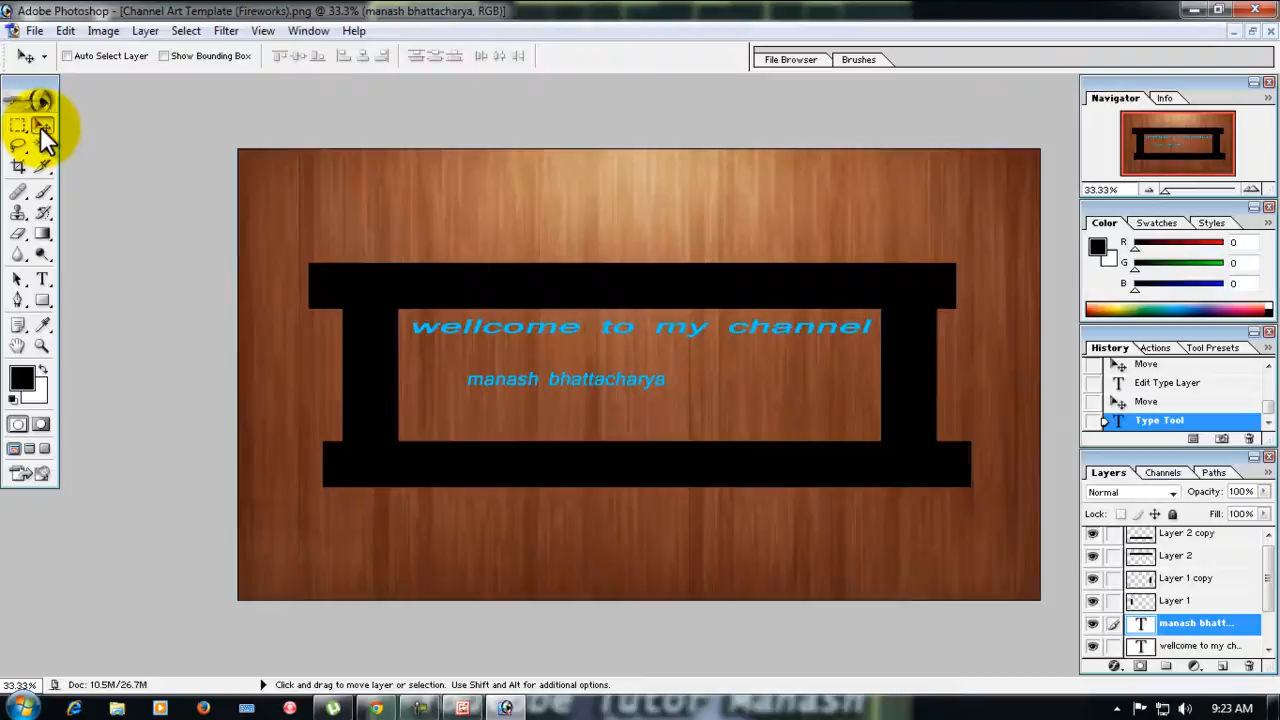 Adobe Photoshop - [Channel Art Template (Fireworks).png @ 33.3% (manash bhattacharya, RGB)]
File Edit Image Layer Select Filter View Window Help
Auto Select Layer Show Bounding Box File Browser Brushes
Navigator Info
33.33%
Color Swatches Styles
R 0
G 0
B 0
wellcome to my channel
manash bhattacharya
History Actions Tool Presets
Move
Edit Type Layer
Move
Type Tool
Layers Channels Paths
Normal Opacity: 100%
Lock: Fill: 100%
Layer 2 copy
Layer 2
Layer 1 copy
Layer 1
manash bhatt...
wellcome to my ch...
33.33% Doc: 10.5M/26.7M Click and drag to move layer or selection. Use Shift and Alt for additional options.
Tutor Manash
9:23 AM